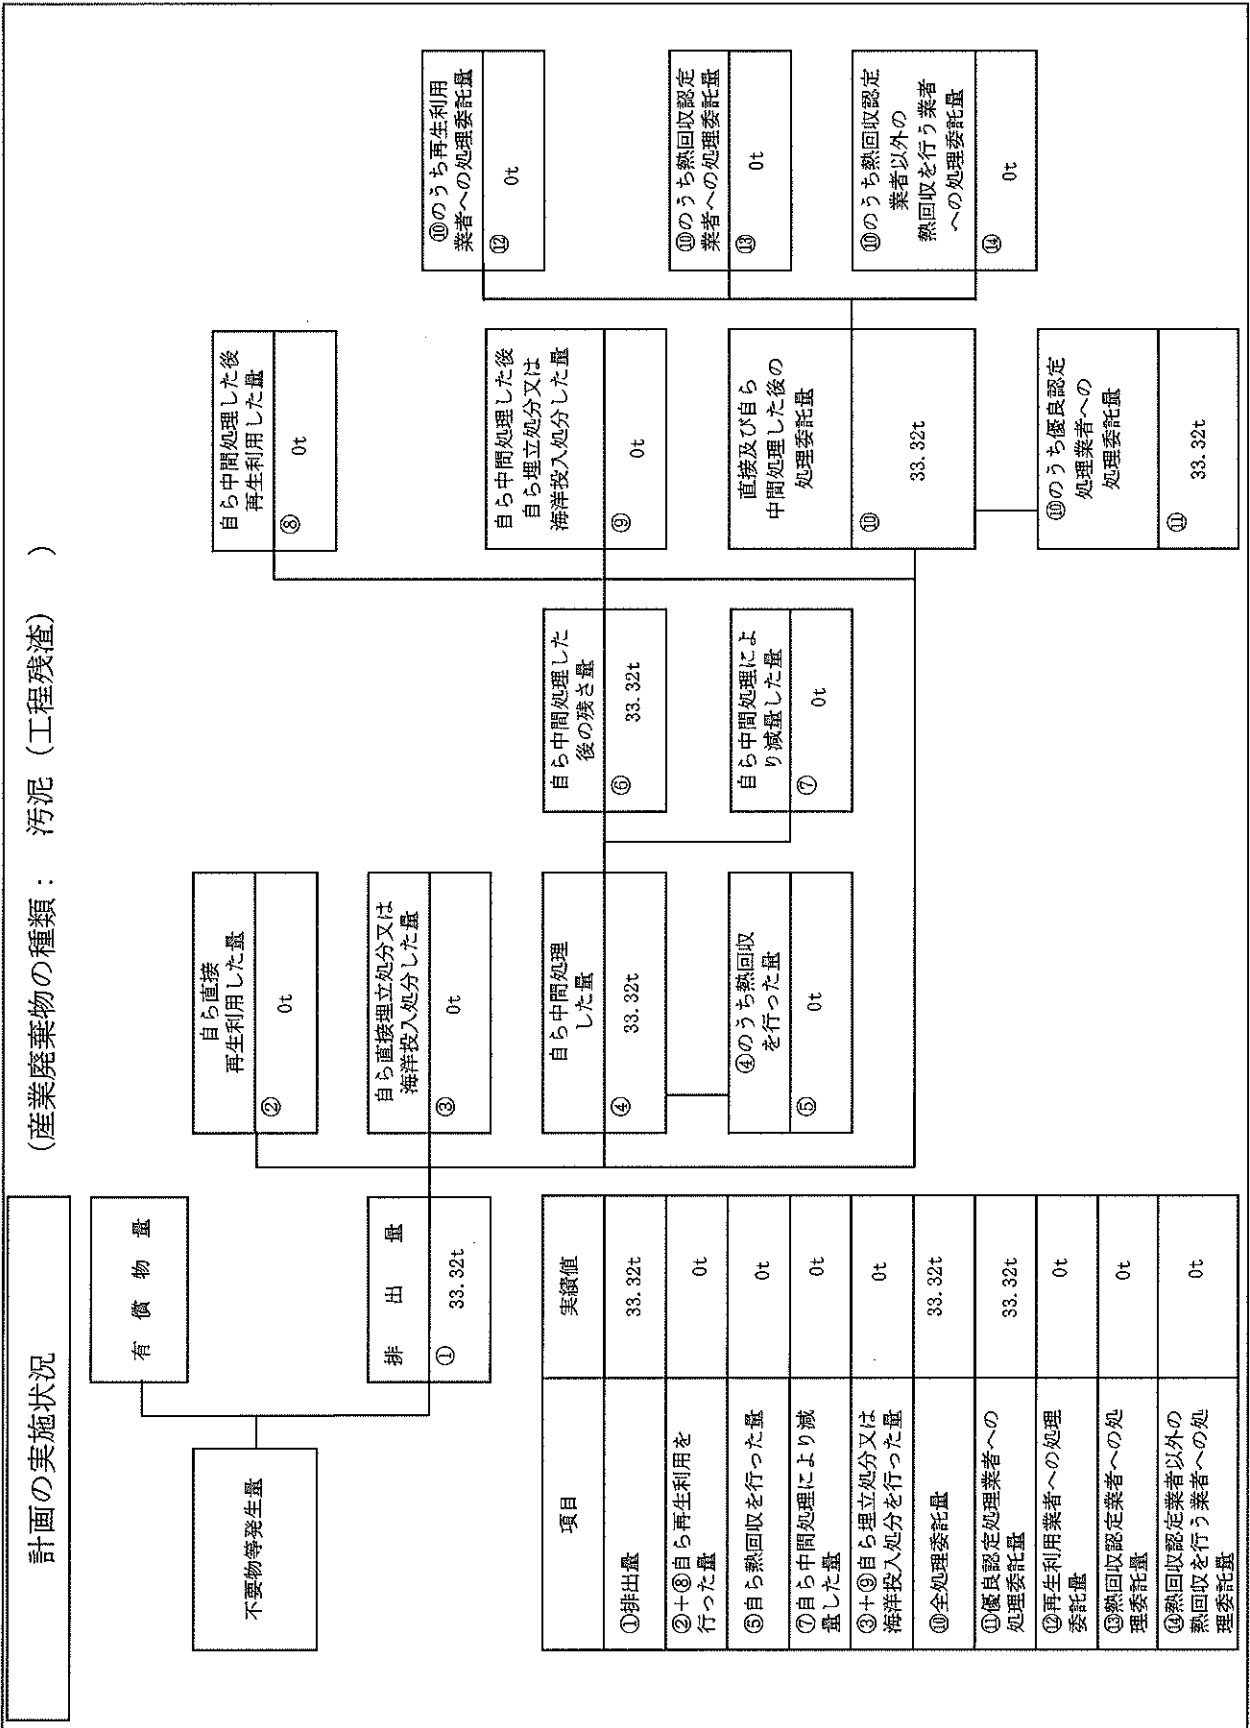 計画の実施状況
(産業廃棄物の種類： 汚泥（工程残渣） )
不要物等発生量
有償物量
排出量
① 33.32t
自ら直接
再生利用した量
② 0t
自ら直接埋立処分又は
海洋投入処分した量
③ 0t
自ら中間処理
した量
④ 33.32t
④のうち熱回収
を行った量
⑤ 0t
自ら中間処理した
後の残さ量
⑥ 33.32t
自ら中間処理によ
り減量した量
⑦ 0t
自ら中間処理した後
再生利用した量
⑧ 0t
自ら中間処理した後
自ら埋立処分又は
海洋投入処分した量
⑨ 0t
直接及び自ら
中間処理した後の
処理委託量
⑩ 33.32t
⑩のうち優良認定
処理業者への
処理委託量
⑪ 33.32t
⑩のうち再生利用
業者への処理委託量
⑫ 0t
⑩のうち熱回収認定
業者への処理委託量
⑬ 0t
⑩のうち熱回収認定
業者以外の
熱回収を行う業者
への処理委託量
⑭ 0t
項目 実績値
①排出量 33.32t
②+⑧自ら再生利用を
行った量 0t
⑤自ら熱回収を行った量 0t
⑦自ら中間処理により減
量した量 0t
③+⑨自ら埋立処分又は
海洋投入処分を行った量 0t
⑩全処理委託量 33.32t
⑪優良認定処理業者への
処理委託量 33.32t
⑫再生利用業者への処理
委託量 0t
⑬熱回収認定業者への処
理委託量 0t
⑭熱回収認定業者以外の
熱回収を行う業者への処
理委託量 0t